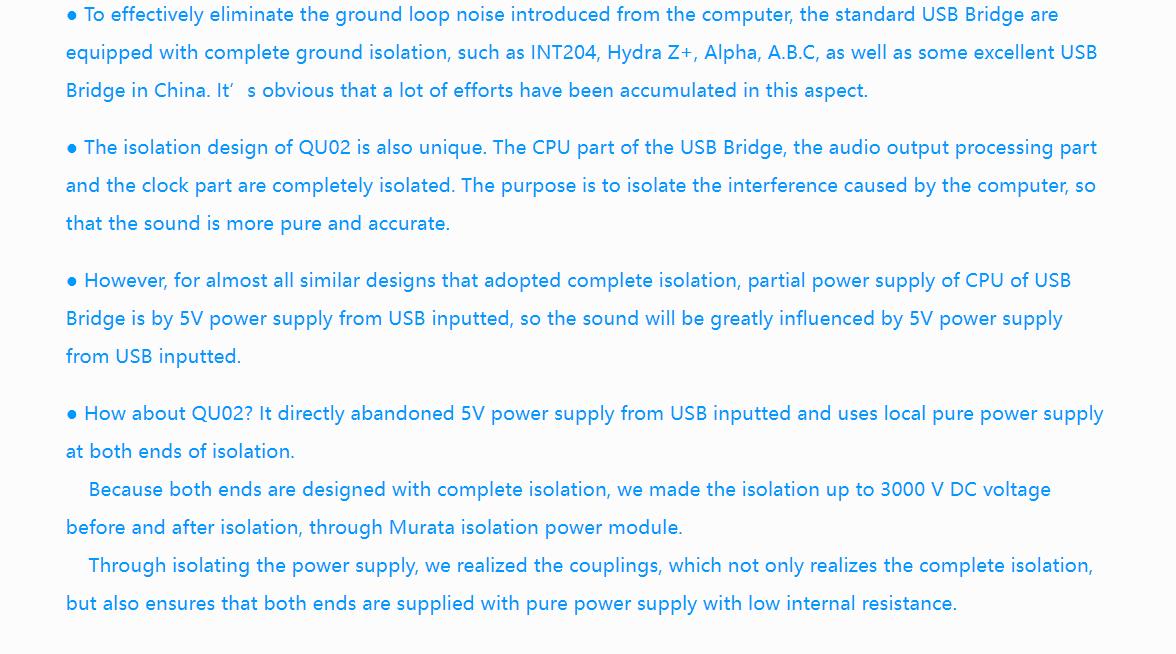 ● To effectively eliminate the ground loop noise introduced from the computer, the standard USB Bridge are
equipped with complete ground isolation, such as INT204, Hydra Z+, Alpha, A.B.C, as well as some excellent USB
Bridge in China. It’s obvious that a lot of efforts have been accumulated in this aspect.
● The isolation design of QU02 is also unique. The CPU part of the USB Bridge, the audio output processing part
and the clock part are completely isolated. The purpose is to isolate the interference caused by the computer, so
that the sound is more pure and accurate.
● However, for almost all similar designs that adopted complete isolation, partial power supply of CPU of USB
Bridge is by 5V power supply from USB inputted, so the sound will be greatly influenced by 5V power supply
from USB inputted.
● How about QU02? It directly abandoned 5V power supply from USB inputted and uses local pure power supply
at both ends of isolation.
Because both ends are designed with complete isolation, we made the isolation up to 3000 V DC voltage
before and after isolation, through Murata isolation power module.
Through isolating the power supply, we realized the couplings, which not only realizes the complete isolation,
but also ensures that both ends are supplied with pure power supply with low internal resistance.